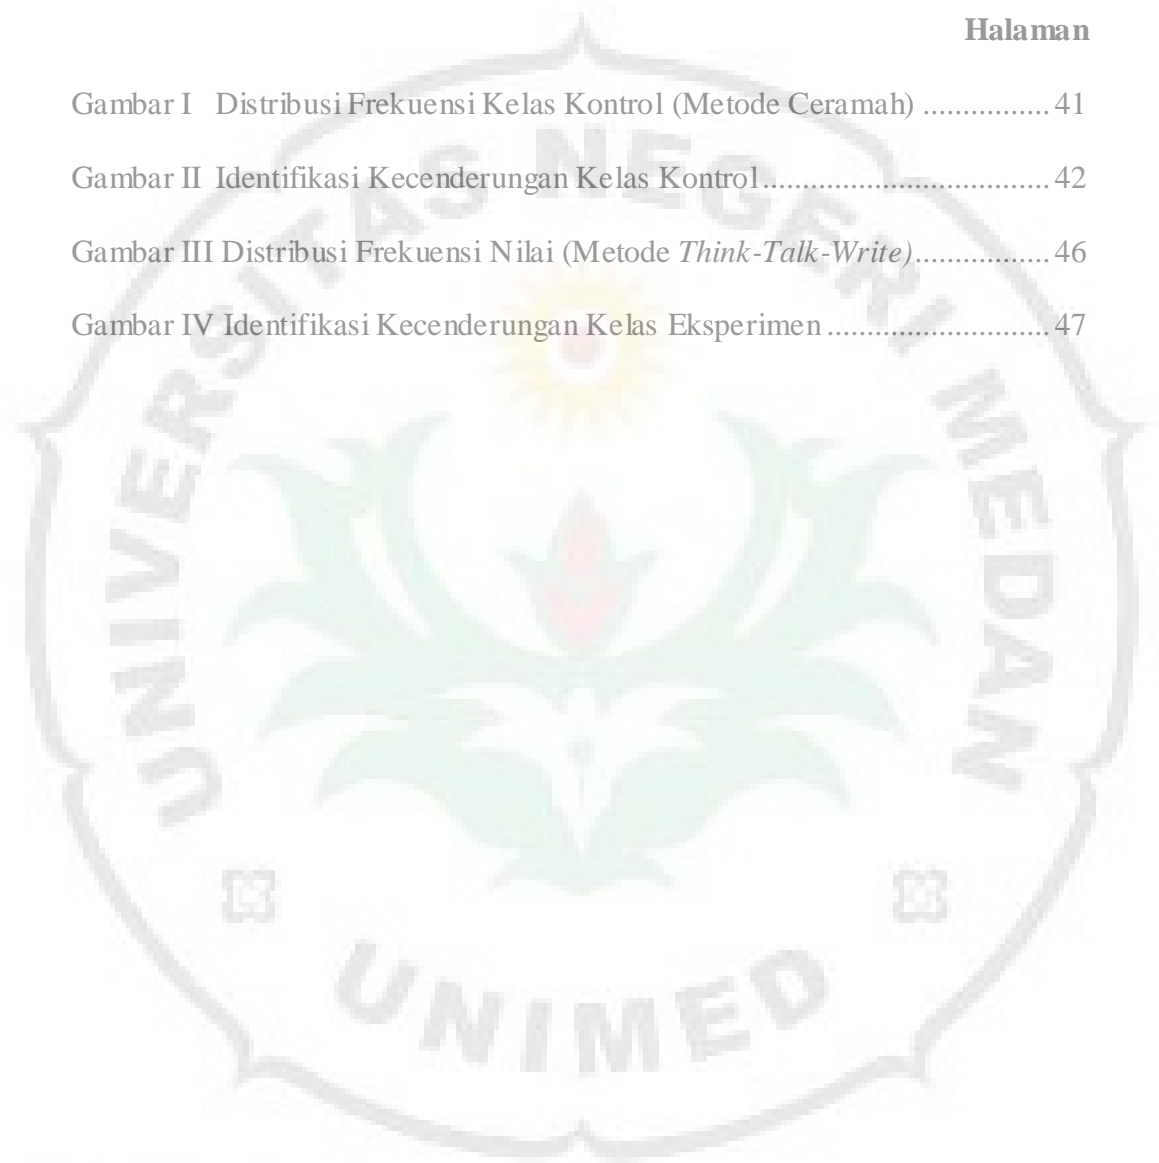 Halaman
Gambar I Distribusi Frekuensi Kelas Kontrol (Metode Ceramah) ................ 41
Gambar II Identifikasi Kecenderungan Kelas Kontrol.................................... 42
Gambar III Distribusi Frekuensi Nilai (Metode Think-Talk-Write)................. 46
Gambar IV Identifikasi Kecenderungan Kelas Eksperimen ............................ 47
UNIVERSITAS NEGERI MEDAN
UNIMED